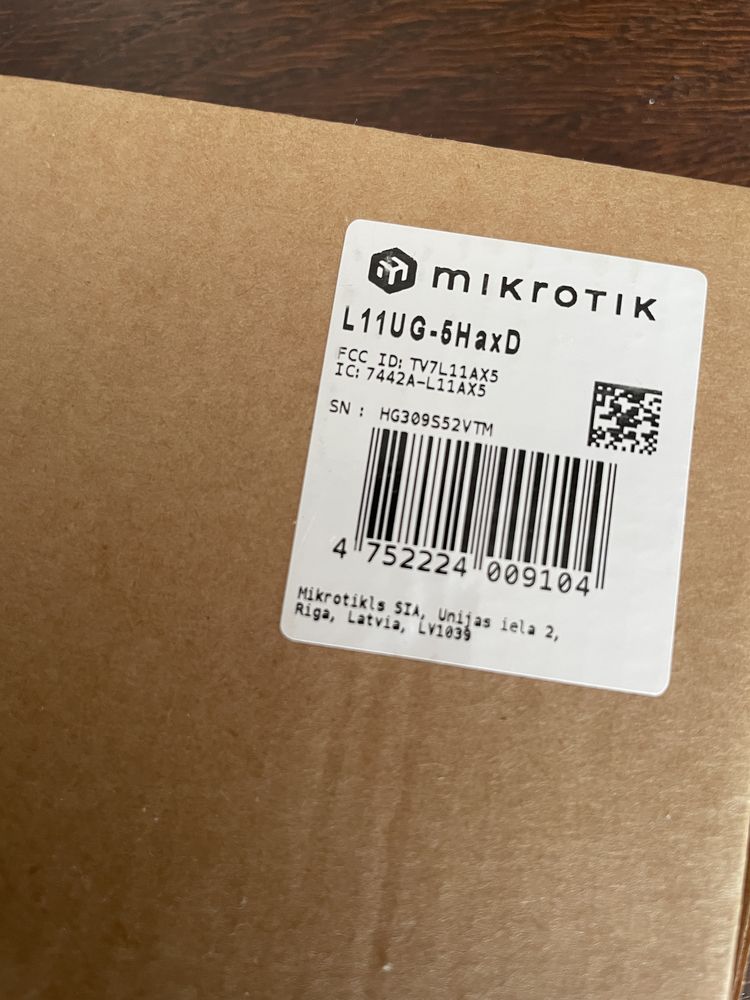 mikrotik
L11UG-5HaxD
FCC ID: TV7L11AX5
IC: 7442A-L11AX5
SN : HG309S52VTM
4 752224 009104
Mikrotikls SIA, Unijas iela 2,
Riga, Latvia, LV1039